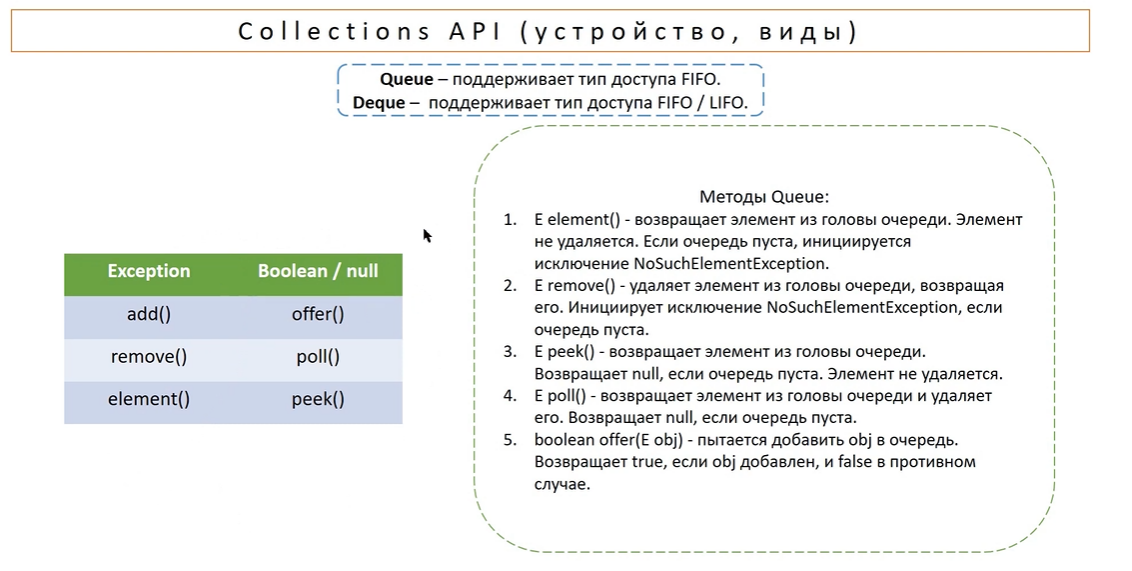 Collections API (устройство, виды)
Queue – поддерживает тип доступа FIFO.
Deque – поддерживает тип доступа FIFO / LIFO.
Exception Boolean / null
add() offer()
remove() poll()
element() peek()
Методы Queue:
1. E element() - возвращает элемент из головы очереди. Элемент
не удаляется. Если очередь пуста, инициируется
исключение NoSuchElementException.
2. E remove() - удаляет элемент из головы очереди, возвращая
его. Инициирует исключение NoSuchElementException, если
очередь пуста.
3. E peek() - возвращает элемент из головы очереди.
Возвращает null, если очередь пуста. Элемент не удаляется.
4. E poll() - возвращает элемент из головы очереди и удаляет
его. Возвращает null, если очередь пуста.
5. boolean offer(E obj) - пытается добавить obj в очередь.
Возвращает true, если obj добавлен, и false в противном
случае.